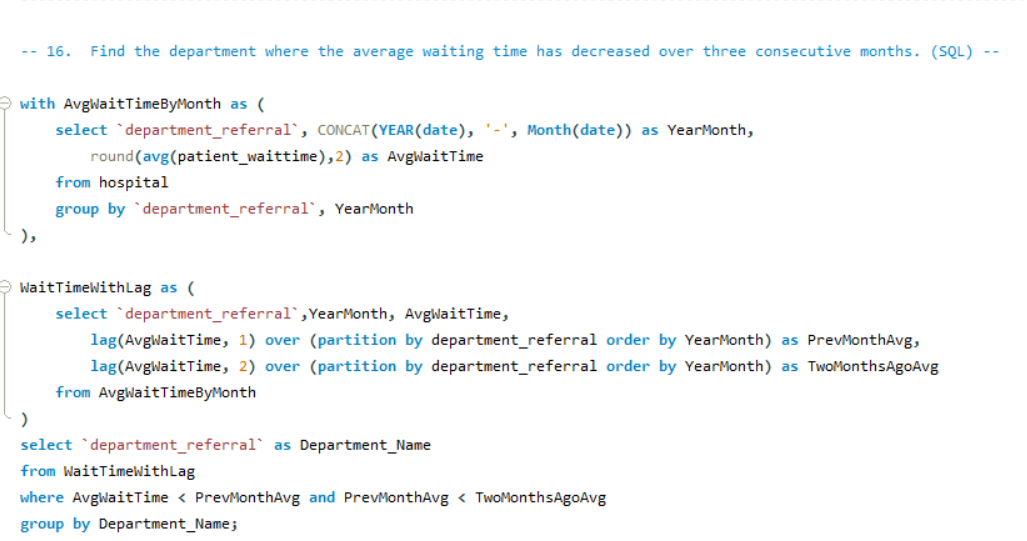 -- 16.  Find the department where the average waiting time has decreased over three consecutive months. (SQL) --
with AvgWaitTimeByMonth as (
select `department_referral`, CONCAT(YEAR(date), '-', Month(date)) as YearMonth,
round(avg(patient_waittime),2) as AvgWaitTime
from hospital
group by `department_referral`, YearMonth
),
WaitTimeWithLag as (
select `department_referral`,YearMonth, AvgWaitTime,
lag(AvgWaitTime, 1) over (partition by department_referral order by YearMonth) as PrevMonthAvg,
lag(AvgWaitTime, 2) over (partition by department_referral order by YearMonth) as TwoMonthsAgoAvg
from AvgWaitTimeByMonth
)
select `department_referral` as Department_Name
from WaitTimeWithLag
where AvgWaitTime < PrevMonthAvg and PrevMonthAvg < TwoMonthsAgoAvg
group by Department_Name;